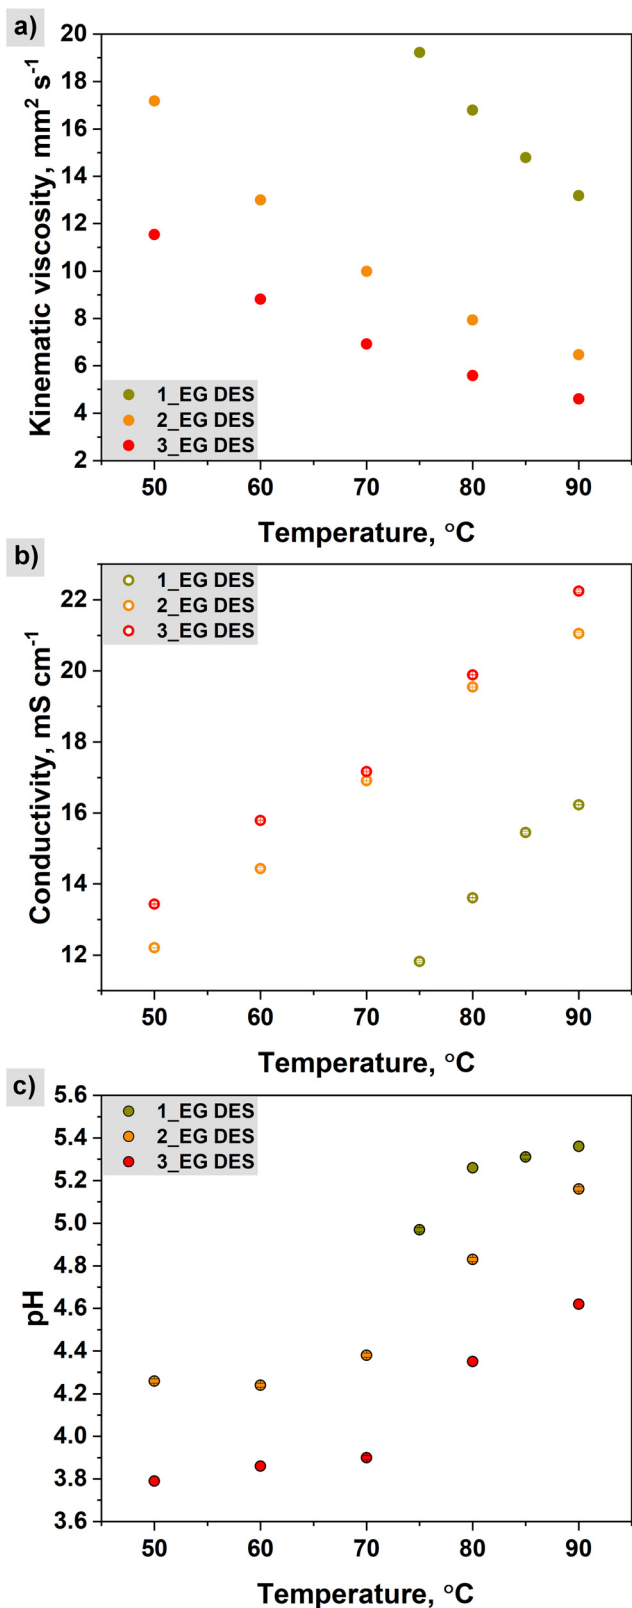 a)
20
18
16
14
12
10
8
6
4
2
Kinematic viscosity, mm² s⁻¹
1_EG DES
2_EG DES
3_EG DES
50 60 70 80 90
Temperature, °C
b)
22
20
18
16
14
12
Conductivity, mS cm⁻¹
1_EG DES
2_EG DES
3_EG DES
50 60 70 80 90
Temperature, °C
c)
5.6
5.4
5.2
5.0
4.8
4.6
4.4
4.2
4.0
3.8
3.6
pH
1_EG DES
2_EG DES
3_EG DES
50 60 70 80 90
Temperature, °C